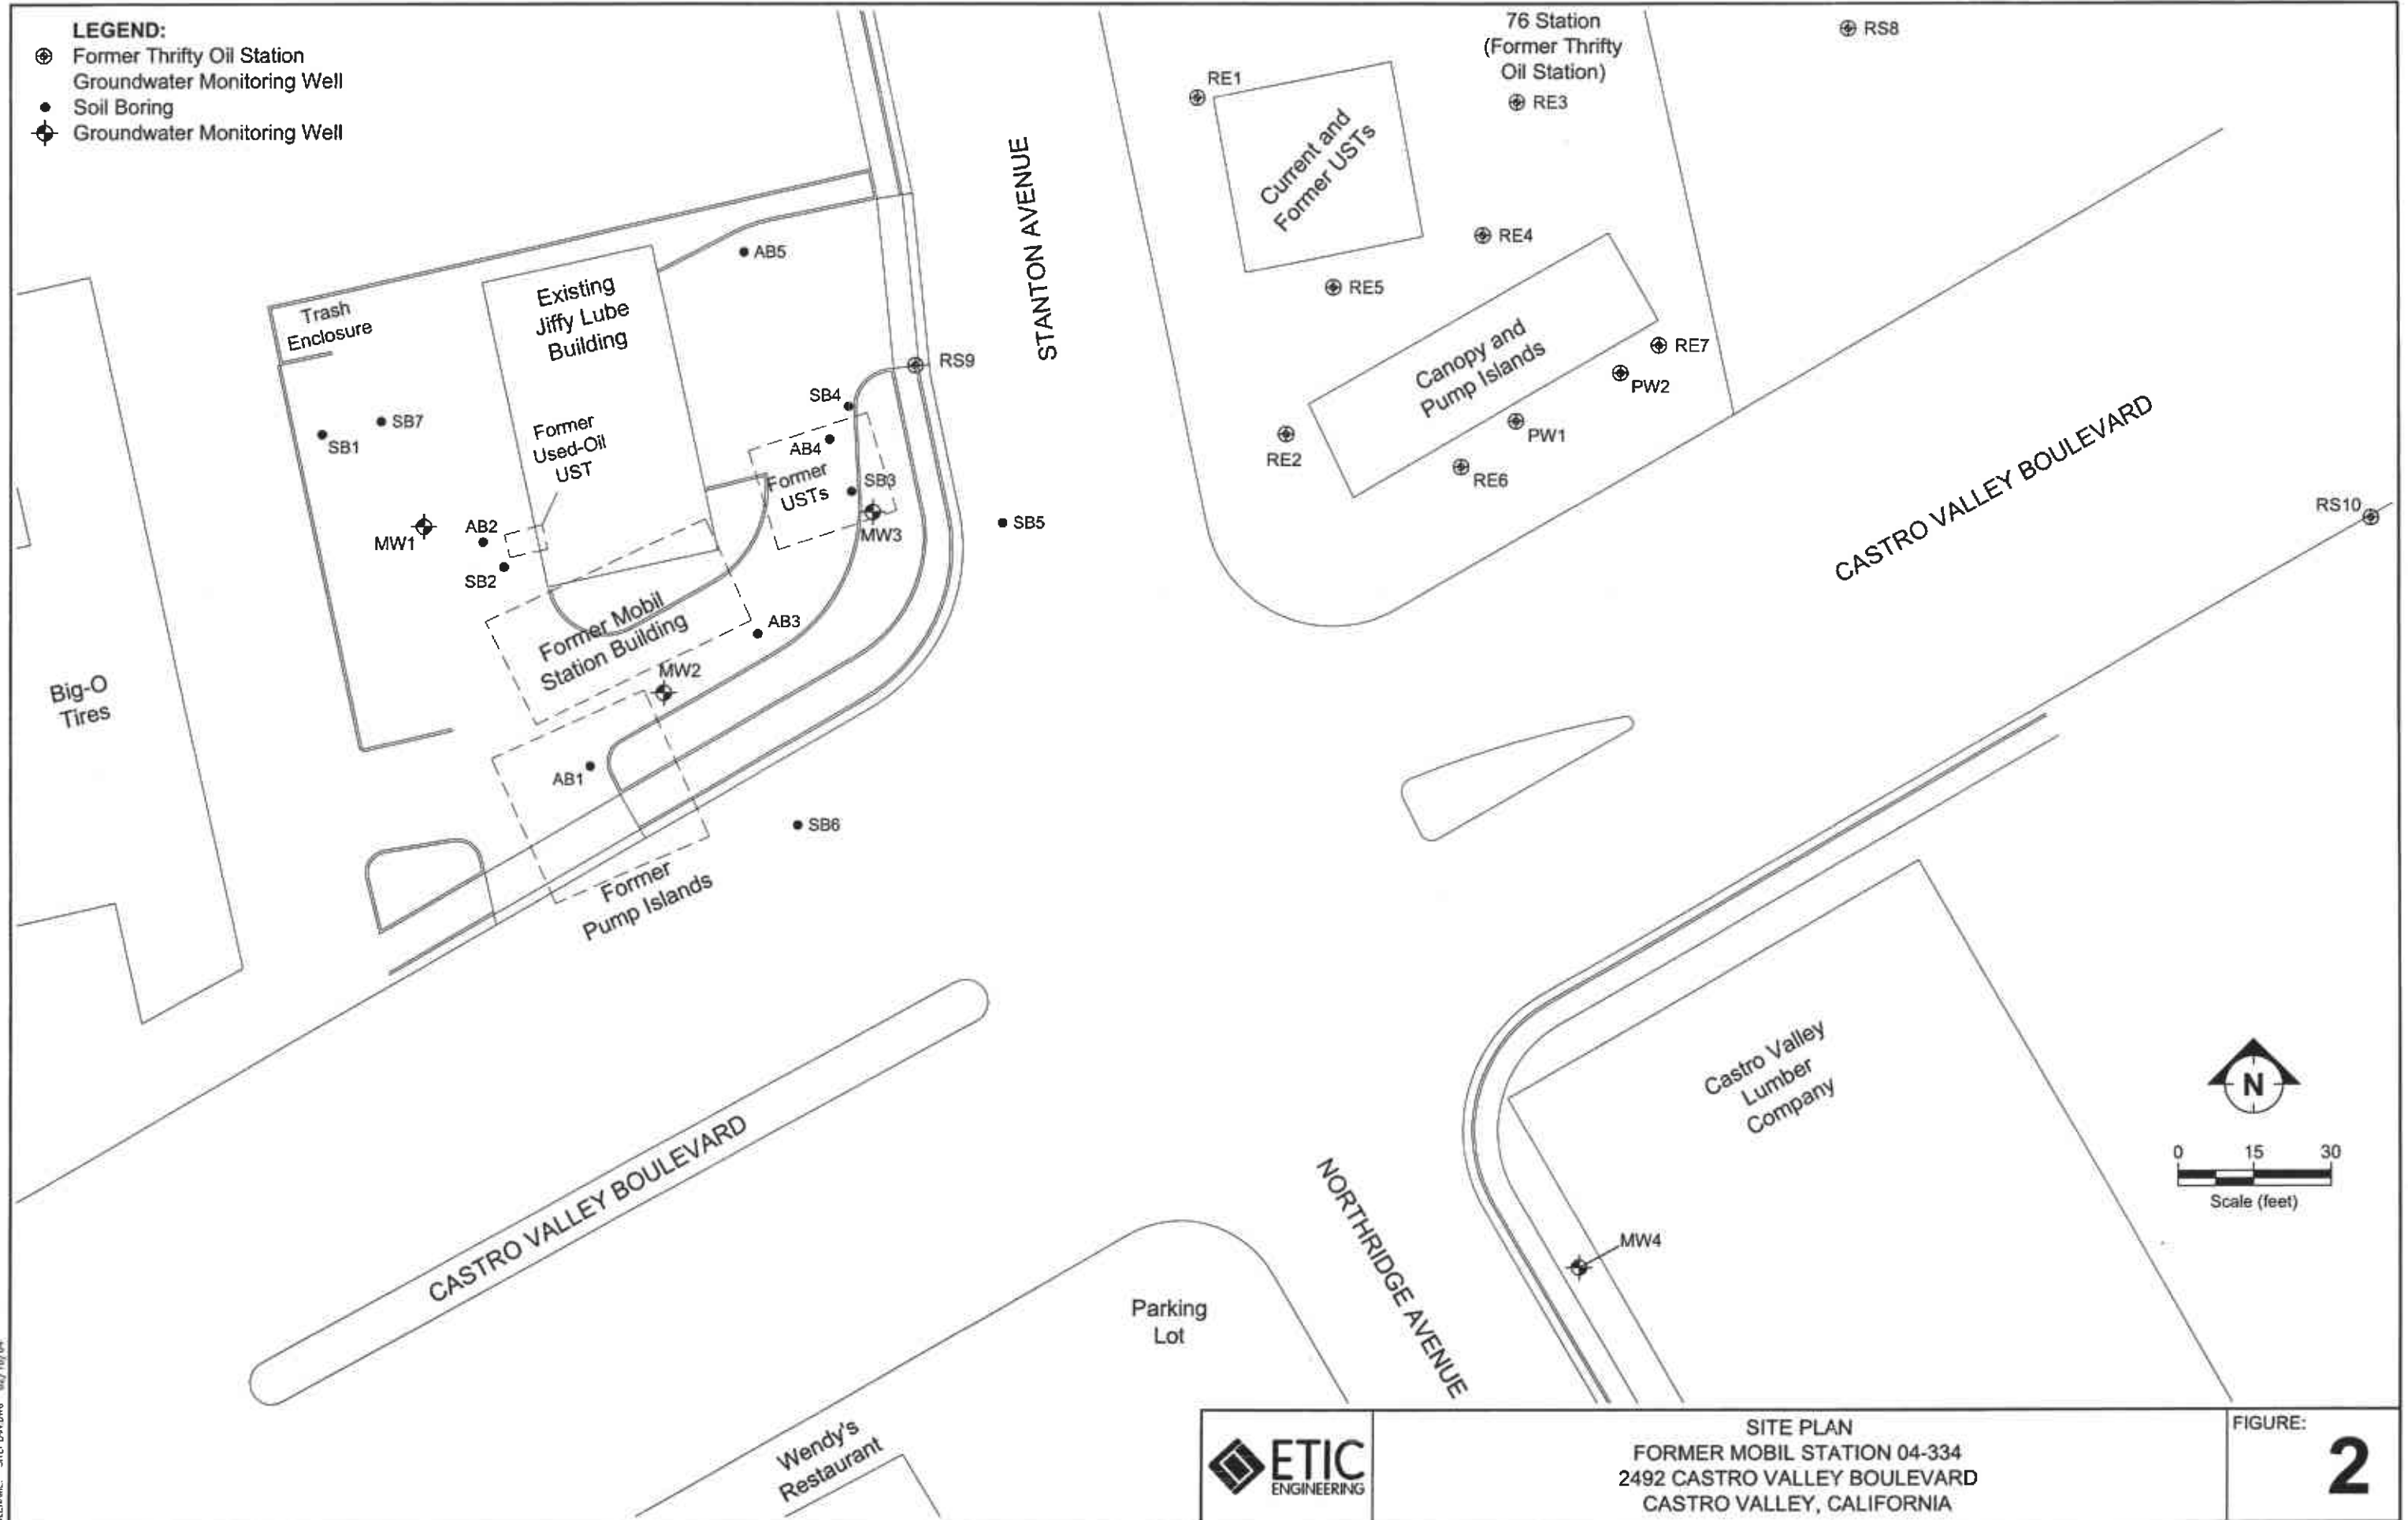 LEGEND:
Former Thrifty Oil Station
Groundwater Monitoring Well
Soil Boring
Groundwater Monitoring Well
76 Station
(Former Thrifty
Oil Station)
RS8
RE1
RE3
Current and
Former USTs
STANTON AVENUE
RE4
RE5
AB5
Trash
Enclosure
Existing
Jiffy Lube
Building
RS9
Canopy and
Pump Islands
RE7
PW2
PW1
RE2
RE6
SB4
SB7
SB1
Former
Used-Oil
UST
AB4
Former
USTs
SB3
MW3
SB5
CASTRO VALLEY BOULEVARD
RS10
MW1
AB2
SB2
Former Mobil
Station Building
AB3
MW2
Big-O
Tires
AB1
SB6
Former
Pump Islands
Castro Valley
Lumber
Company
N
0 15 30
Scale (feet)
CASTRO VALLEY BOULEVARD
NORTHRIDGE AVENUE
MW4
Parking
Lot
Wendy's
Restaurant
ETIC
ENGINEERING
SITE PLAN
FORMER MOBIL STATION 04-334
2492 CASTRO VALLEY BOULEVARD
CASTRO VALLEY, CALIFORNIA
FIGURE:
2